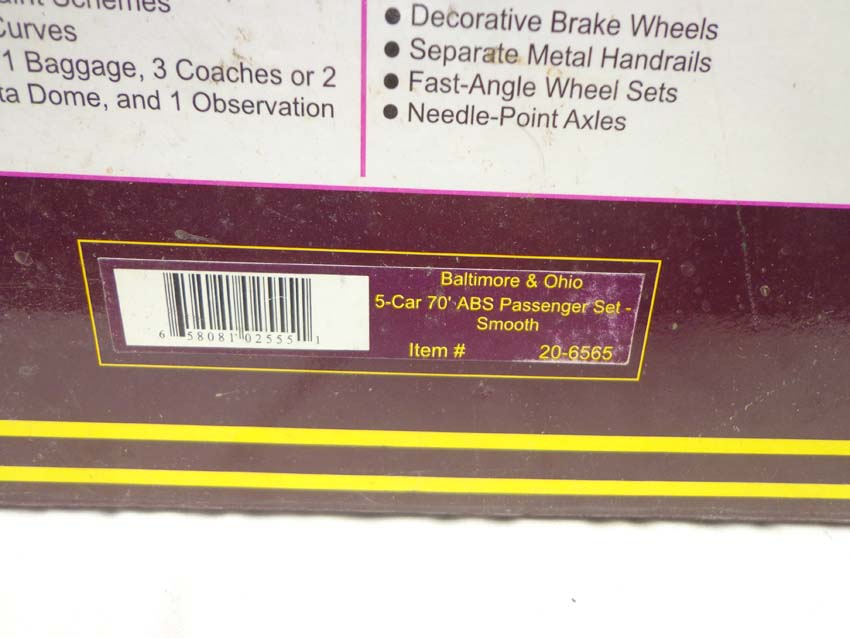 Schemes
Curves
1 Baggage, 3 Coaches or 2
ta Dome, and 1 Observation
● Decorative Brake Wheels
● Separate Metal Handrails
● Fast-Angle Wheel Sets
● Needle-Point Axles
Baltimore & Ohio
5-Car 70' ABS Passenger Set -
Smooth
Item # 20-6565
6 58081 02555 1